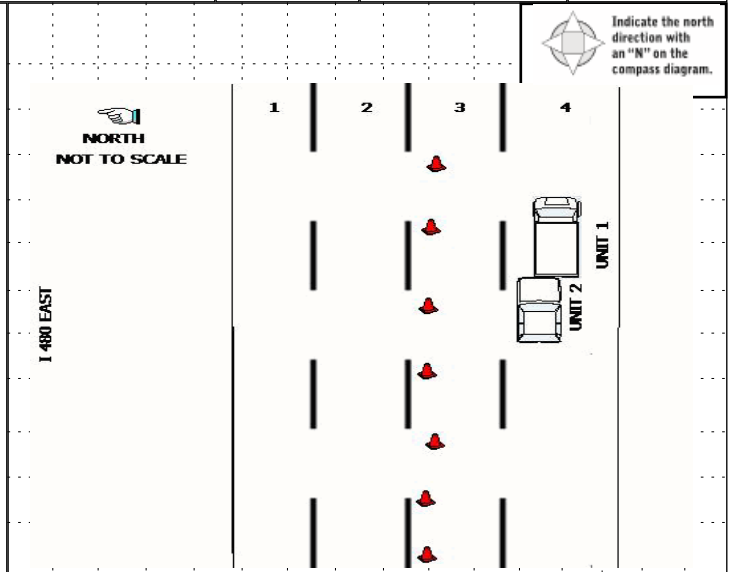 Indicate the north
direction with
an "N" on the
compass diagram.
1 2 3 4
NORTH
NOT TO SCALE
UNIT 1
UNIT 2
I 480 EAST